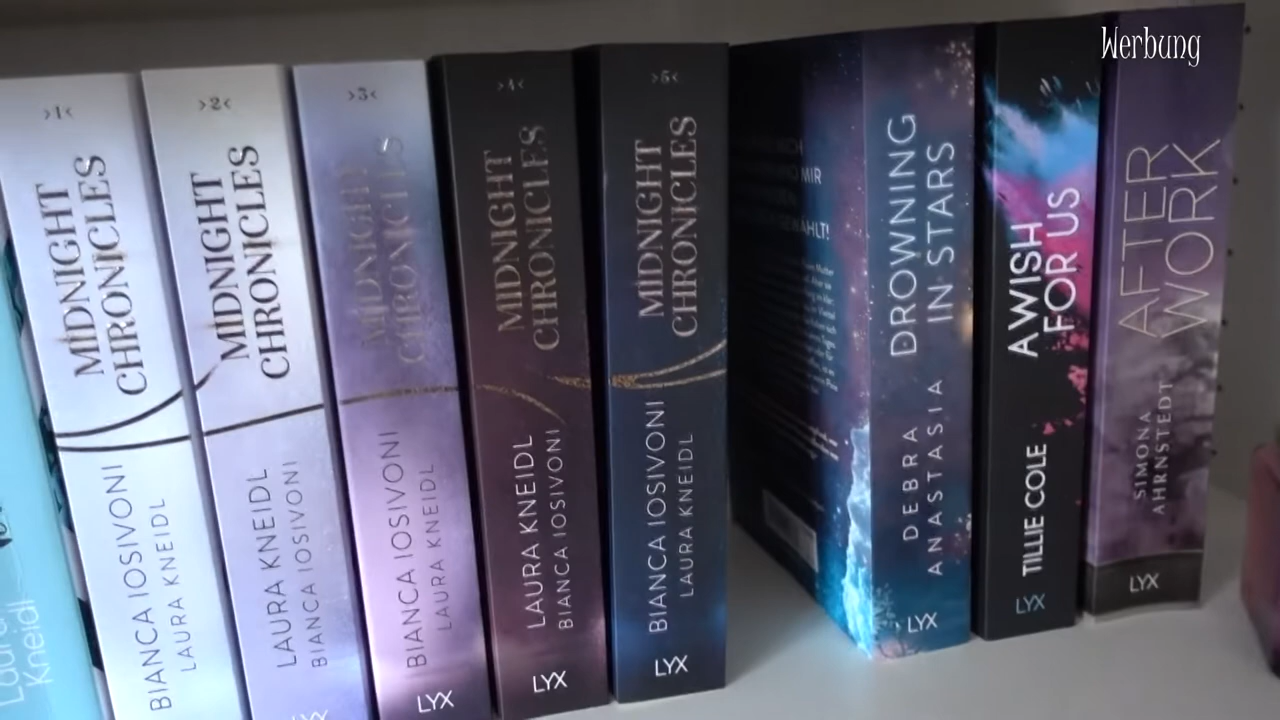 Werbung
Laura
Kneidl
>1<
MIDNIGHT
CHRONICLES
BIANCA IOSIVONI
LAURA KNEIDL
>2<
MIDNIGHT
CHRONICLES
LAURA KNEIDL
BIANCA IOSIVONI
LYX
>3<
MIDNIGHT
CHRONICLES
BIANCA IOSIVONI
LAURA KNEIDL
LYX
>4<
MIDNIGHT
CHRONICLES
LAURA KNEIDL
BIANCA IOSIVONI
LYX
>5<
MIDNIGHT
CHRONICLES
BIANCA IOSIVONI
LAURA KNEIDL
LYX
MIR
DROWNING
IN STARS
DEBRA
ANASTASIA
LYX
A WISH
FOR US
TILLIE COLE
LYX
AFTER
WORK
SIMONA
AHRNSTEDT
LYX